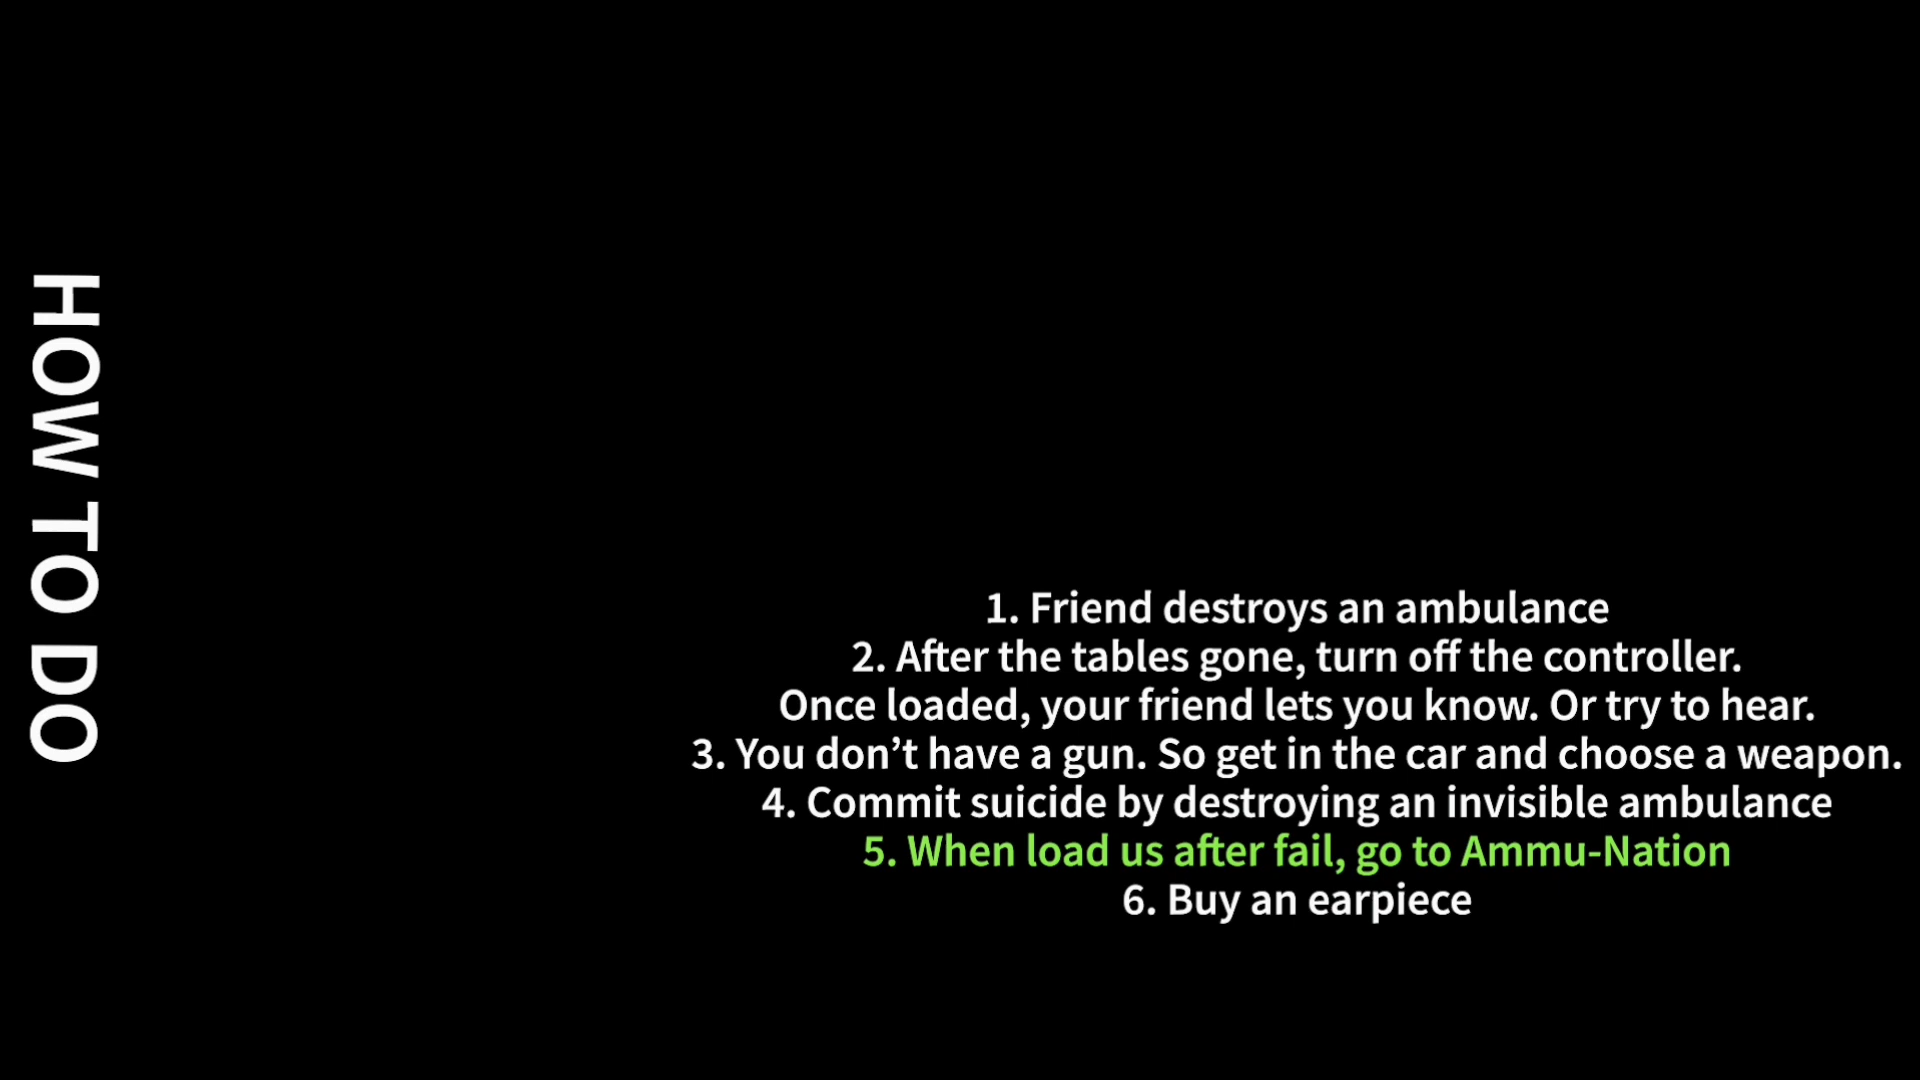 HOW TO DO
1. Friend destroys an ambulance
2. After the tables gone, turn off the controller.
Once loaded, your friend lets you know. Or try to hear.
3. You don’t have a gun. So get in the car and choose a weapon.
4. Commit suicide by destroying an invisible ambulance
5. When load us after fail, go to Ammu-Nation
6. Buy an earpiece